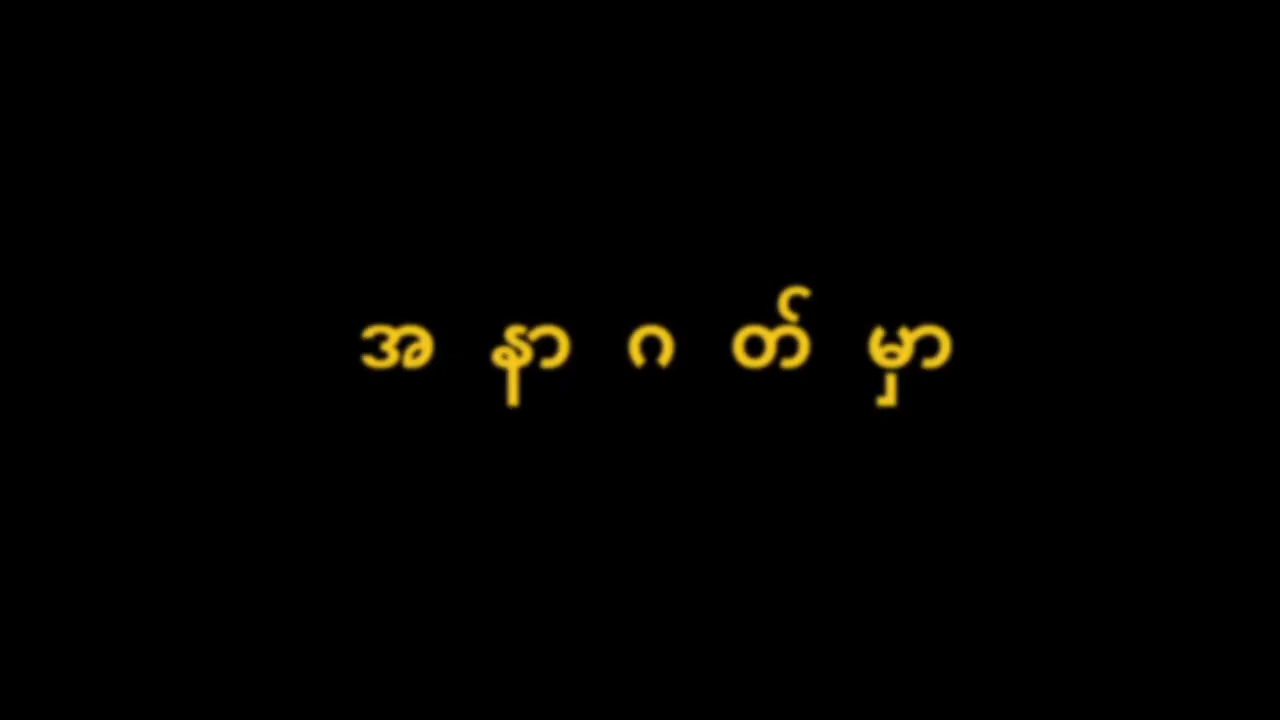 အ နာ ဂ တ် မှာ